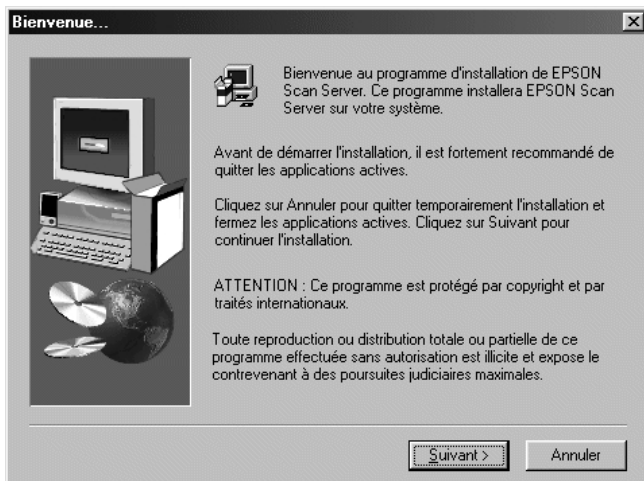 Bienvenue...
Bienvenue au programme d'installation de EPSON
Scan Server. Ce programme installera EPSON Scan
Server sur votre système.
Avant de démarrer l'installation, il est fortement recommandé de
quitter les applications actives.
Cliquez sur Annuler pour quitter temporairement l'installation et
fermez les applications actives. Cliquez sur Suivant pour
continuer l'installation.
ATTENTION : Ce programme est protégé par copyright et par
traités internationaux.
Toute reproduction ou distribution totale ou partielle de ce
programme effectuée sans autorisation est illicite et expose le
contrevenant à des poursuites judiciaires maximales.
Suivant >
Annuler